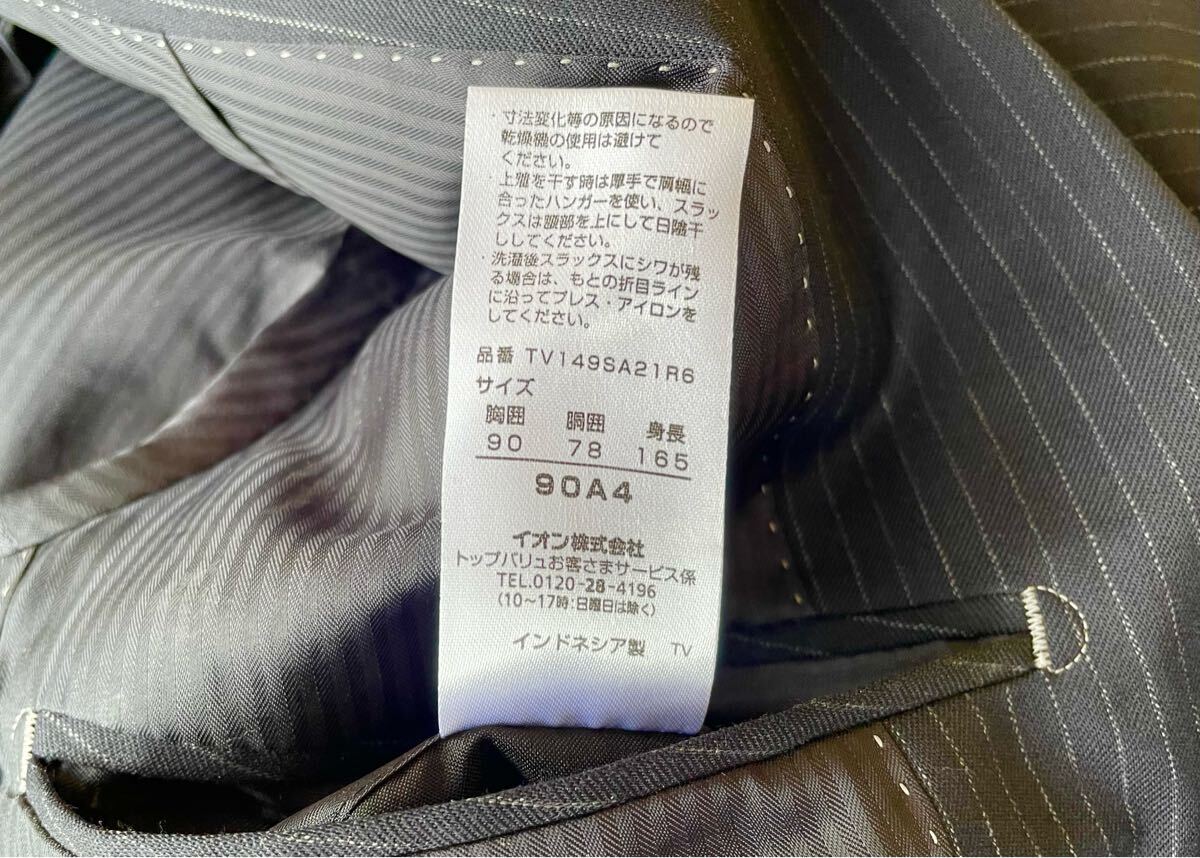 ・寸法変化等の原因になるので
乾燥機の使用は避けて
ください。
・上雅を干す時は厚手で肩幅に
合ったハンガーを使い、スラッ
クスは腰部を上にして日陰干
ししてください。
・洗濯後スラックスにシワが残
る場合は、もとの折目ライン
に沿ってプレス・アイロンを
してください。
品番 TV149SA21R6
サイズ
胸囲 胴囲 身長
90 78 165
90A4
イオン株式会社
トップバリュお客さまサービス係
TEL.0120-28-4196
(10～17時:日曜日は除く)
インドネシア製 TV